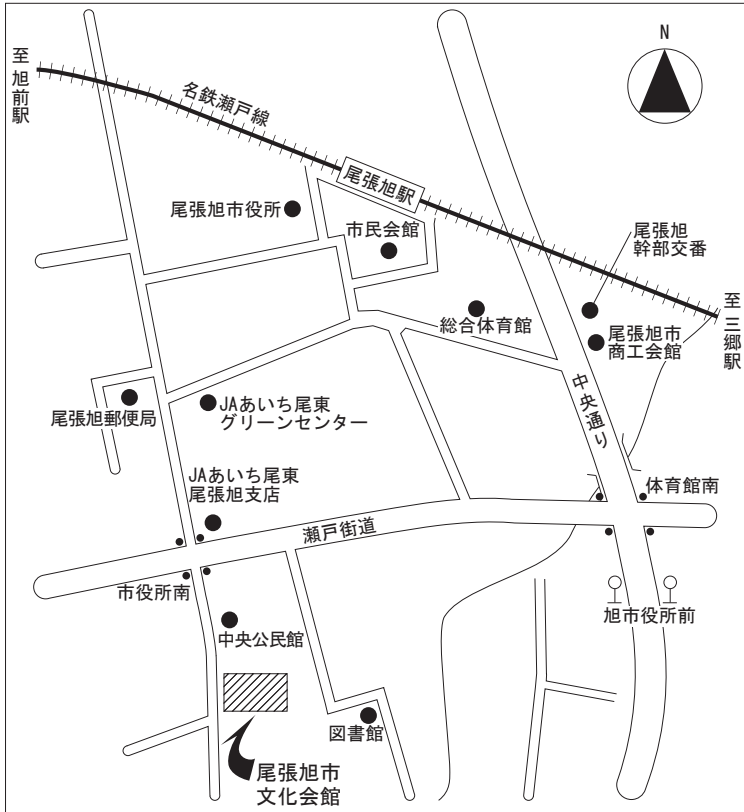 N
至旭前駅
名鉄瀬戸線
尾張旭駅
尾張旭市役所
市民会館
尾張旭
幹部交番
至三郷駅
総合体育館
尾張旭市
商工会館
中央通り
尾張旭郵便局
JAあいち尾東
グリーンセンター
JAあいち尾東
尾張旭支店
体育館南
瀬戸街道
市役所南
旭市役所前
中央公民館
図書館
尾張旭市
文化会館